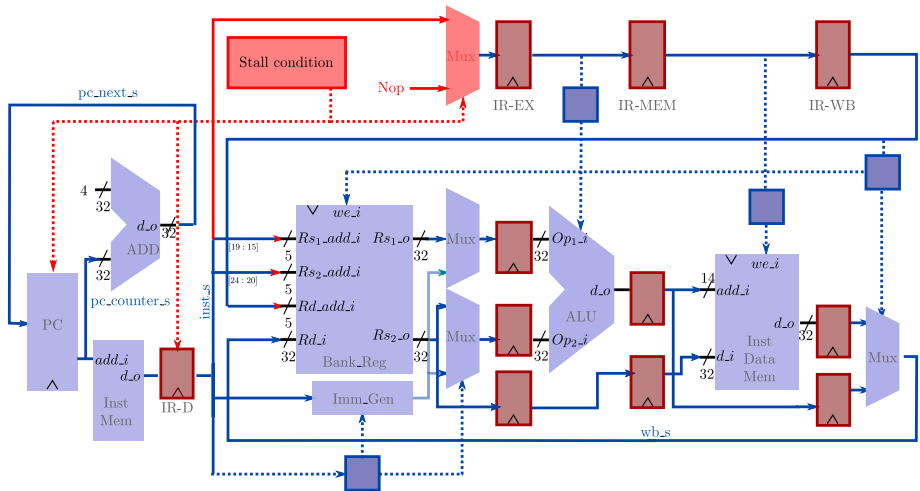 Stall condition
Mux
Nop
IR-EX
IR-MEM
IR-WB
pc_next_s
4
32
d_o
32
ADD
32
pc_counter_s
PC
add_i
d_o
Inst
Mem
IR-D
inst_s
[19 : 15]
[24 : 20]
we_i
Rs1_add_i
5
Rs1_o
32
Rs2_add_i
5
Rd_add_i
5
Rd_i
32
Rs2_o
32
Bank_Reg
Imm_Gen
Mux
Mux
32
Op1_i
d_o
ALU
32
Op2_i
we_i
14
add_i
d_o
32
Inst
Data
Mem
d_i
32
Mux
wb_s